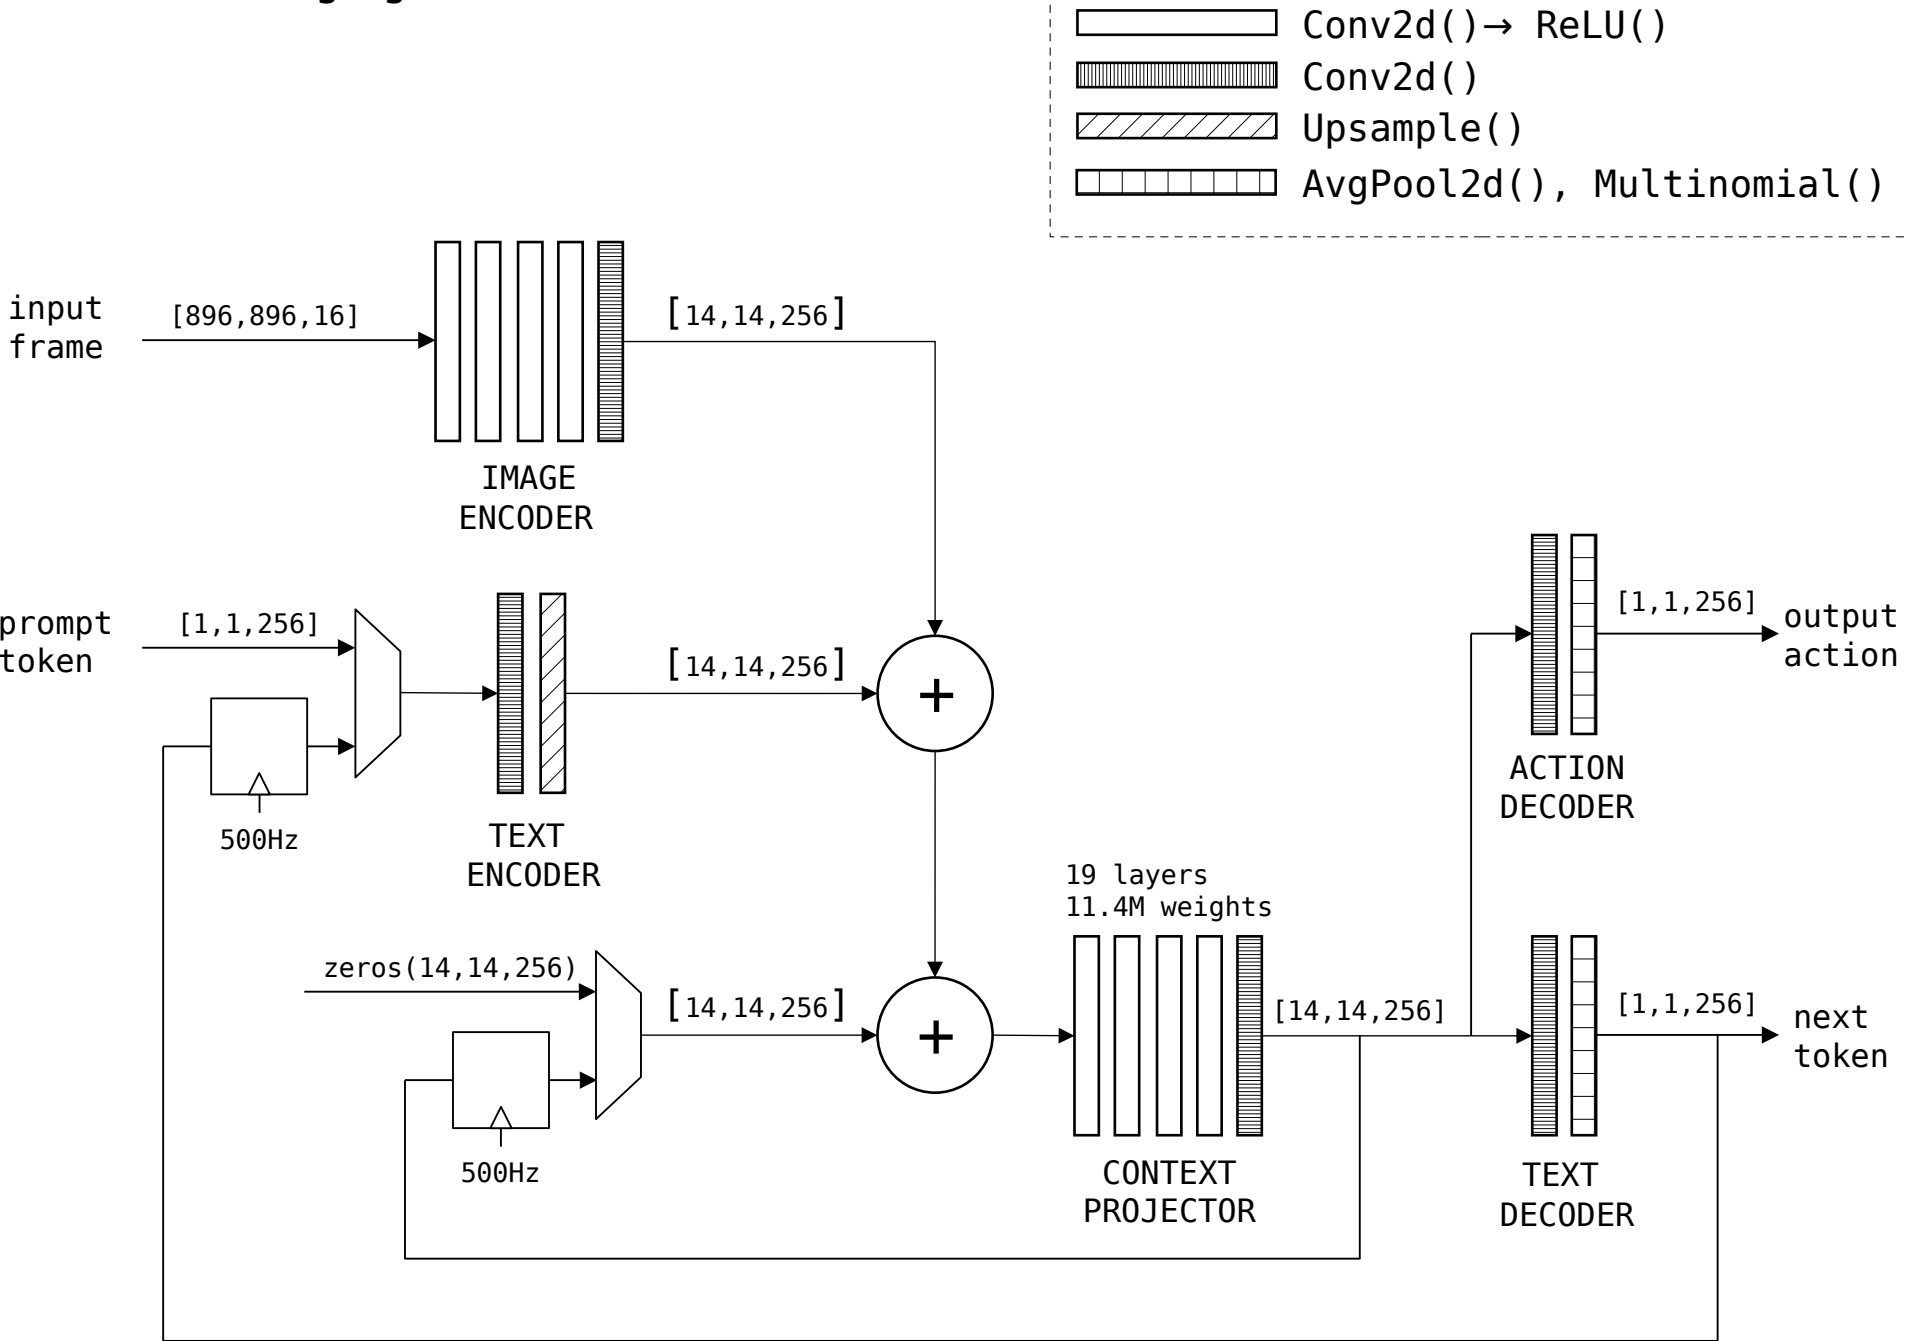 Conv2d()→ ReLU()
Conv2d()
Upsample()
AvgPool2d(), Multinomial()
input
frame
[896,896,16]
[14,14,256]
IMAGE
ENCODER
prompt
token
[1,1,256]
500Hz
TEXT
ENCODER
[14,14,256]
+
[1,1,256]
output
action
ACTION
DECODER
zeros(14,14,256)
500Hz
[14,14,256]
+
19 layers
11.4M weights
CONTEXT
PROJECTOR
[14,14,256]
[1,1,256]
next
token
TEXT
DECODER